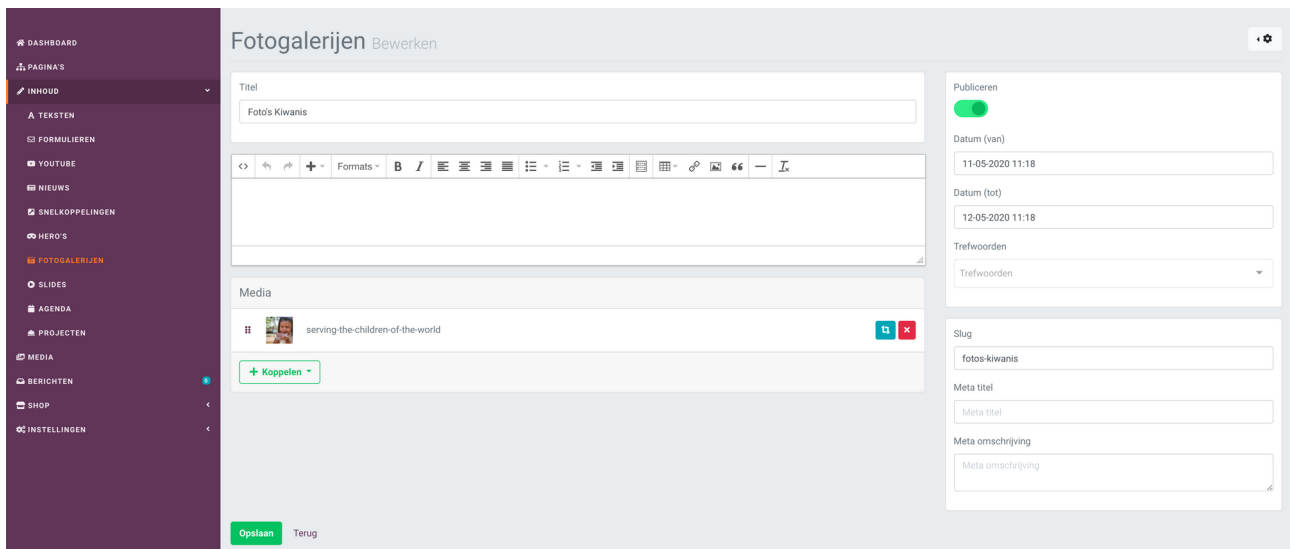 DASHBOARD
PAGINA'S
INHOUD
TEKSTEN
FORMULIEREN
YOUTUBE
NIEUWS
SNELKOPPELINGEN
HERO'S
FOTOGALERIJEN
SLIDES
AGENDA
PROJECTEN
MEDIA
BERICHTEN 0
SHOP
INSTELLINGEN
Fotogalerijen Bewerken
Titel
Foto's Kiwanis
Formats B I
Media
serving-the-children-of-the-world
+ Koppelen
Opslaan Terug
Publiceren
Datum (van)
11-05-2020 11:18
Datum (tot)
12-05-2020 11:18
Trefwoorden
Trefwoorden
Slug
fotos-kiwanis
Meta titel
Meta titel
Meta omschrijving
Meta omschrijving